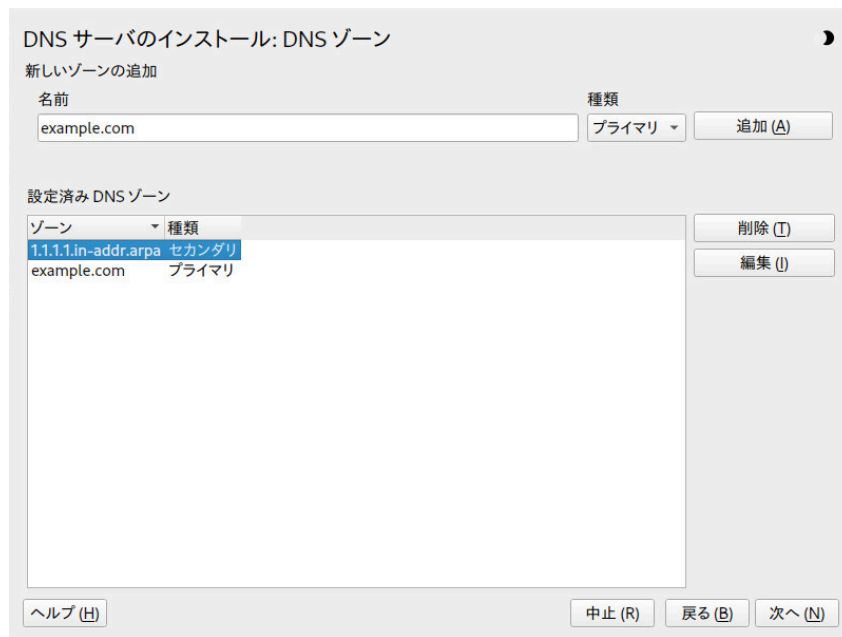 DNS サーバのインストール: DNS ゾーン
新しいゾーンの追加
名前 種類
example.com プライマリ 追加 (A)
設定済み DNS ゾーン
ゾーン 種類 削除 (T)
1.1.1.1.in-addr.arpa セカンダリ
example.com プライマリ 編集 (I)
ヘルプ (H) 中止 (R) 戻る (B) 次へ (N)